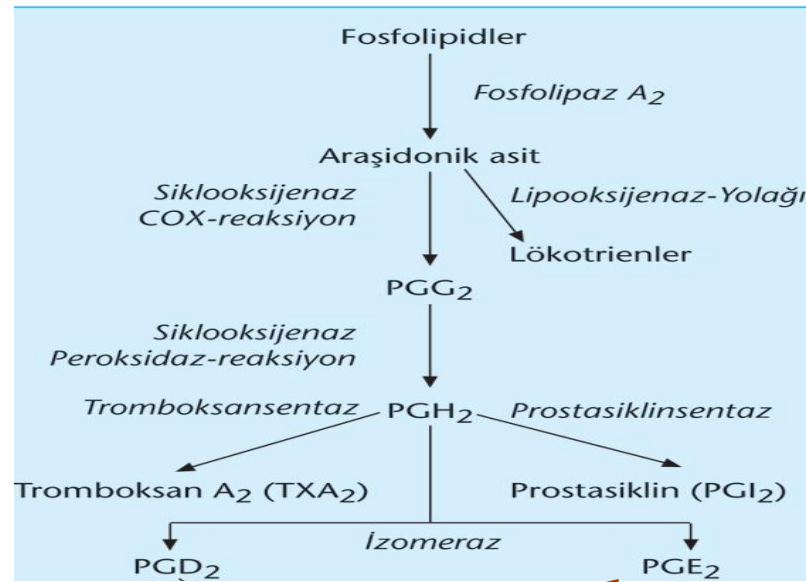 Fosfolipidler
Fosfolipaz A₂
Araşidonik asit
Siklooksijenaz
COX-reaksiyon
Lipooksijenaz-Yolağı
Lökotrienler
PGG₂
Siklooksijenaz
Peroksidaz-reaksiyon
Tromboksansentaz
PGH₂
Prostasiklinsentaz
Tromboksan A₂ (TXA₂)
Prostasiklin (PGI₂)
İzomeraz
PGD₂
PGE₂